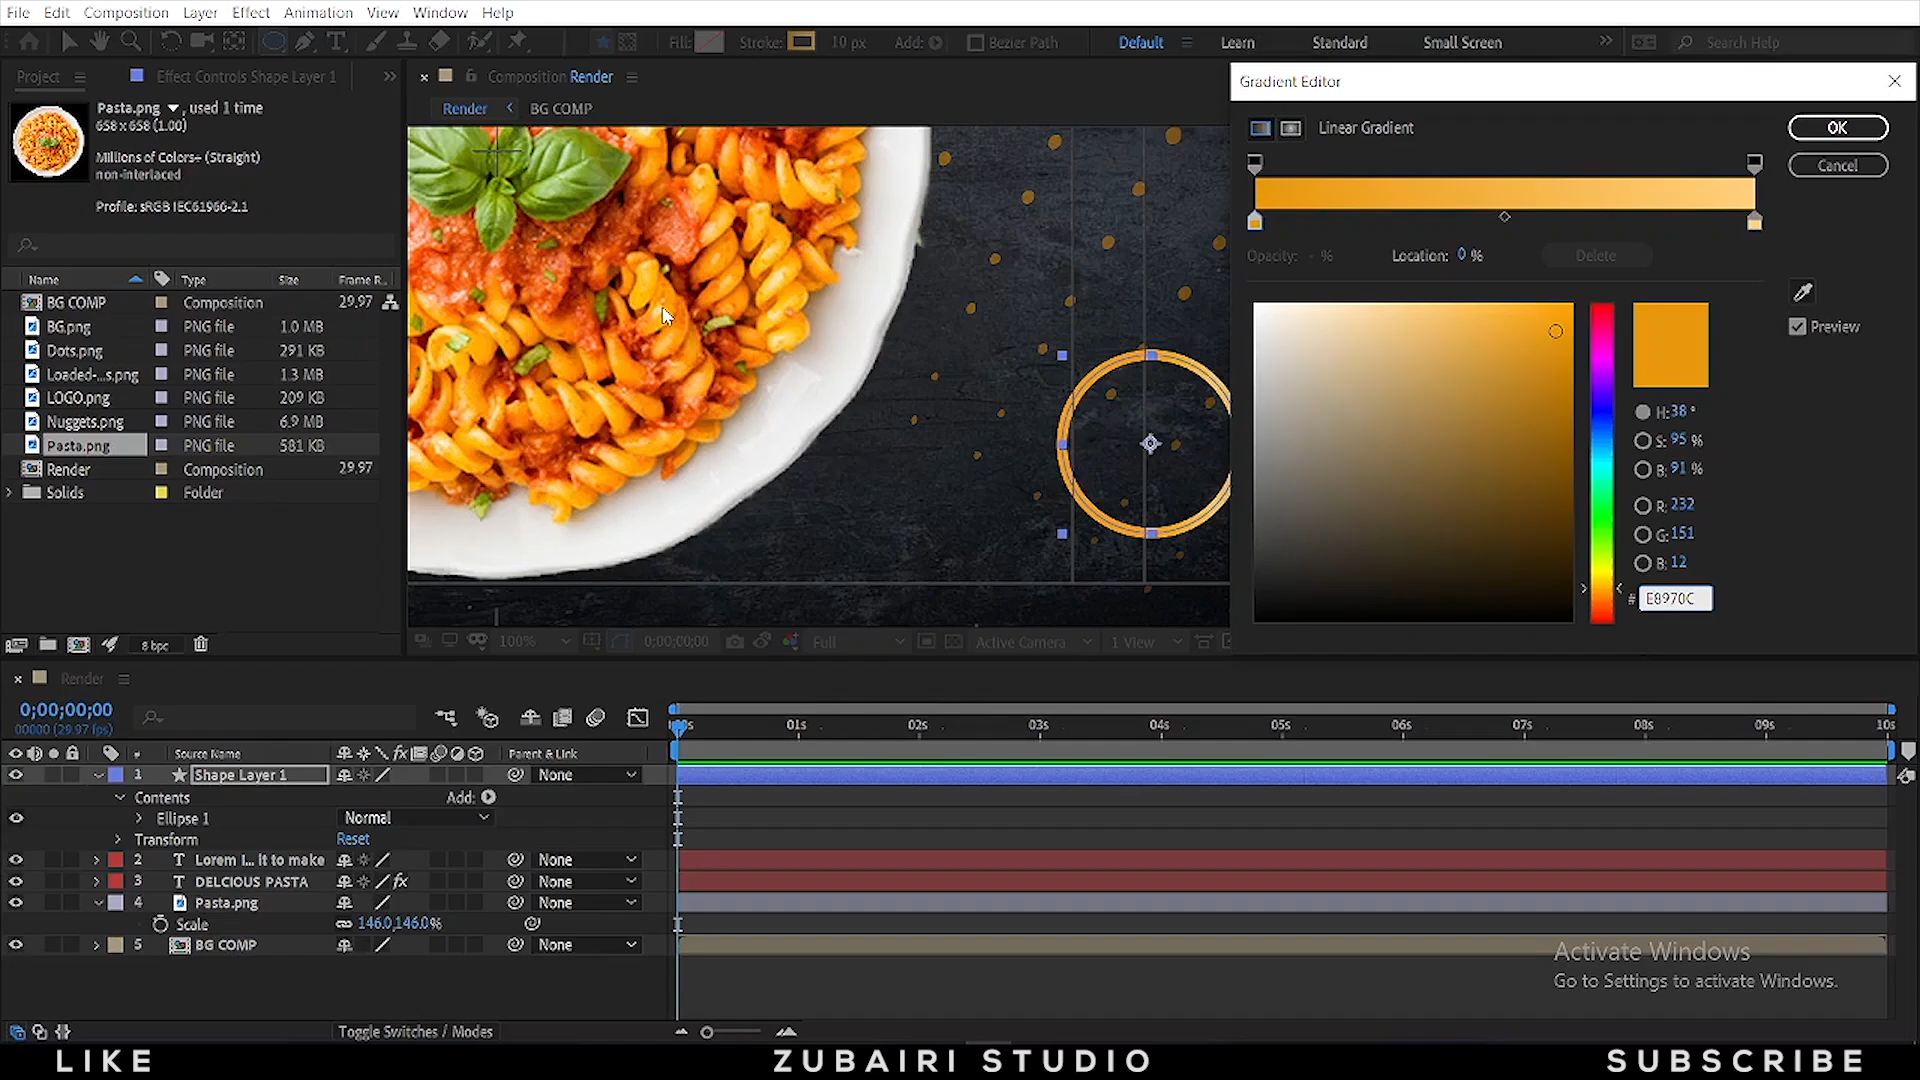 File Edit Composition Layer Effect Animation View Window Help
Fill: Stroke: 10 px Add: Bezier Path Default Learn Standard Small Screen Search Help
Project Effect Controls Shape Layer 1
Composition Render
Render BG COMP
Pasta.png , used 1 time
658 x 658 (1.00)
Millions of Colors+ (Straight)
non-interlaced
Profile: sRGB IEC61966-2.1
Name Type Size Frame R...
BG COMP Composition 29.97
BG.png PNG file 1.0 MB
Dots.png PNG file 291 KB
Loaded-...s.png PNG file 1.3 MB
LOGO.png PNG file 209 KB
Nuggets.png PNG file 6.9 MB
Pasta.png PNG file 581 KB
Render Composition 29.97
Solids Folder
8 bpc
100% 0;00;00;00 Full Active Camera 1 View
Gradient Editor
Linear Gradient
OK
Cancel
Opacity: - % Location: 0 % Delete
Preview
H: 38 °
S: 95 %
B: 91 %
R: 232
G: 151
B: 12
# E8970C
Render
0;00;00;00
00000 (29.97 fps)
01s 02s 03s 04s 05s 06s 07s 08s 09s 10s
# Source Name fx Parent & Link
1 Shape Layer 1 None
Contents Add:
Ellipse 1 Normal
Transform Reset
2 T Lorem I... it to make None
3 T DELCIOUS PASTA fx None
4 Pasta.png None
Scale 146.0,146.0%
5 BG COMP None
Toggle Switches / Modes
Activate Windows
Go to Settings to activate Windows.
LIKE ZUBAIRI STUDIO SUBSCRIBE